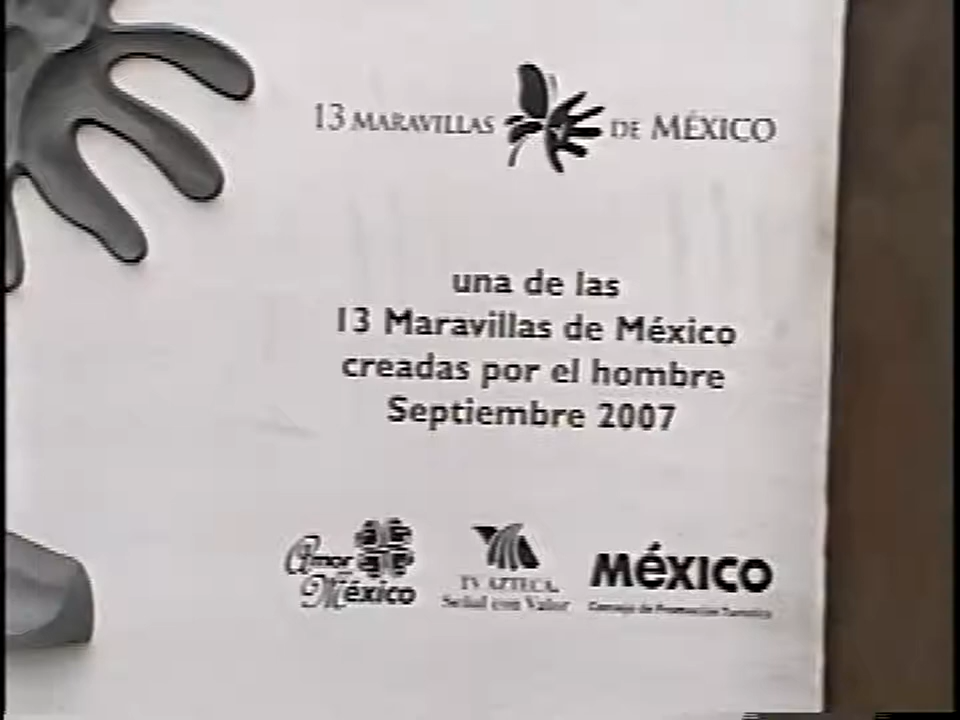 13 MARAVILLAS DE MÉXICO
una de las
13 Maravillas de México
creadas por el hombre
Septiembre 2007
Amor
México
TV AZTECA
Señal con Valor
MÉXICO
Consejo de Promoción Turística